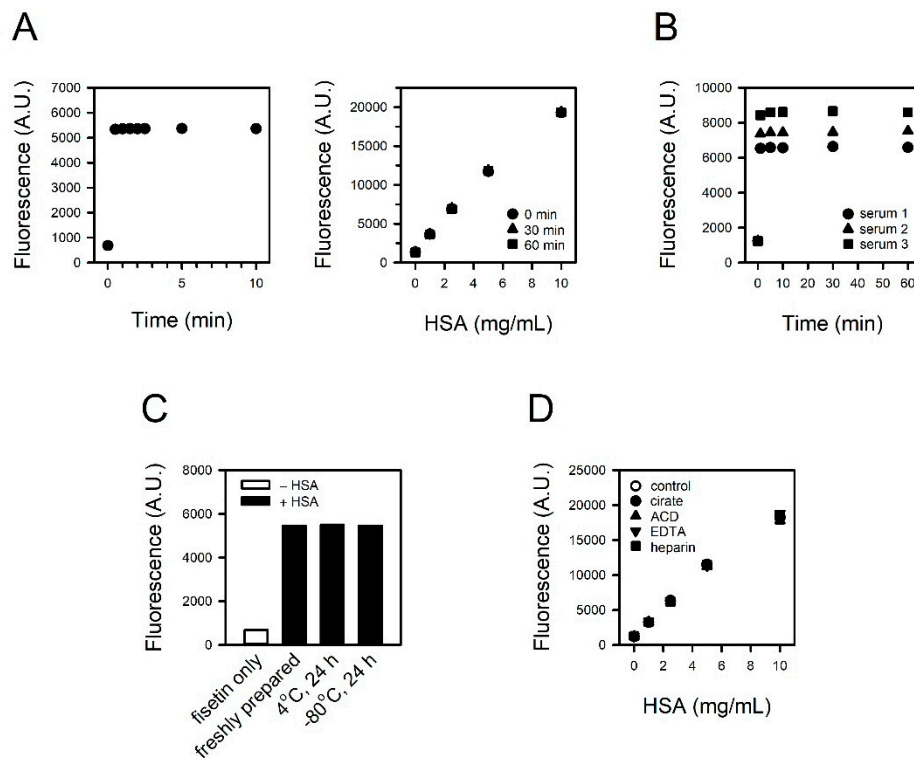 A
Fluorescence (A.U.)
7000
6000
5000
4000
3000
2000
1000
0
0 5 10
Time (min)
Fluorescence (A.U.)
20000
15000
10000
5000
0
0 min
30 min
60 min
0 2 4 6 8 10
HSA (mg/mL)
B
Fluorescence (A.U.)
10000
8000
6000
4000
2000
0
serum 1
serum 2
serum 3
0 10 20 30 40 50 60
Time (min)
C
Fluorescence (A.U.)
8000
6000
4000
2000
0
– HSA
+ HSA
fisetin only
freshly prepared
4°C, 24 h
-80°C, 24 h
D
Fluorescence (A.U.)
25000
20000
15000
10000
5000
0
control
cirate
ACD
EDTA
heparin
0 2 4 6 8 10
HSA (mg/mL)